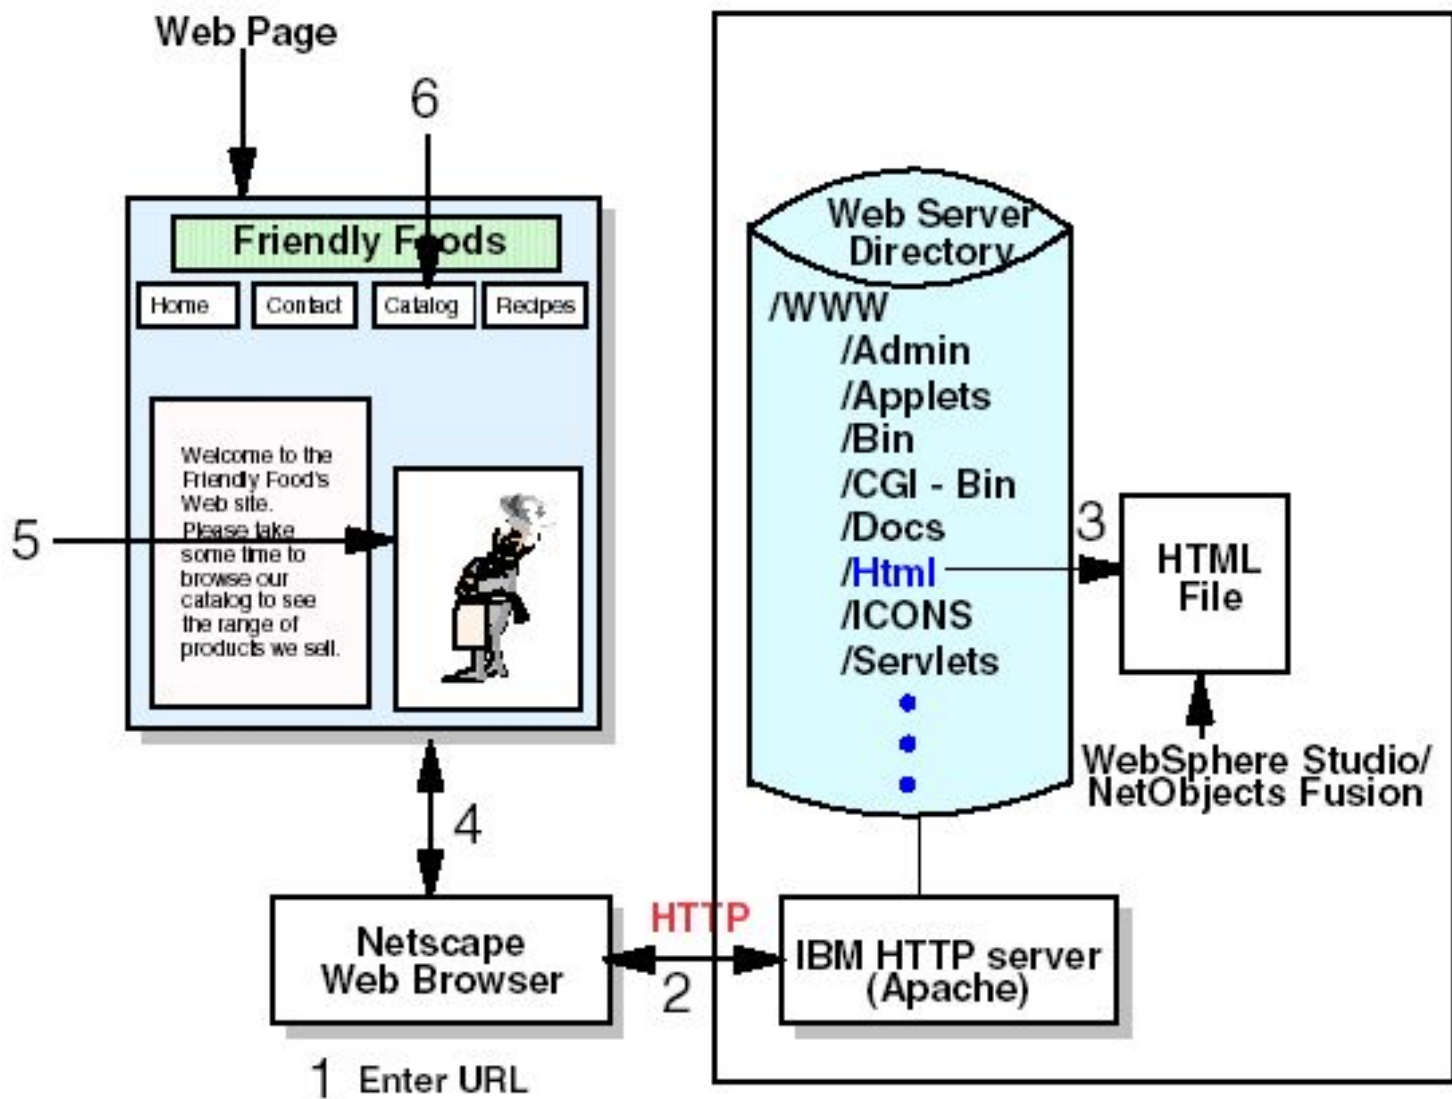 Web Page
6
Friendly Foods
Home
Contact
Catalog
Recipes
Welcome to the
Friendly Food's
Web site.
Please take
some time to
browse our
catalog to see
the range of
products we sell.
5
4
Netscape
Web Browser
1 Enter URL
HTTP
2
Web Server
Directory
/WWW
/Admin
/Applets
/Bin
/CGI - Bin
/Docs
/Html
/ICONS
/Servlets
3
HTML
File
WebSphere Studio/
NetObjects Fusion
IBM HTTP server
(Apache)